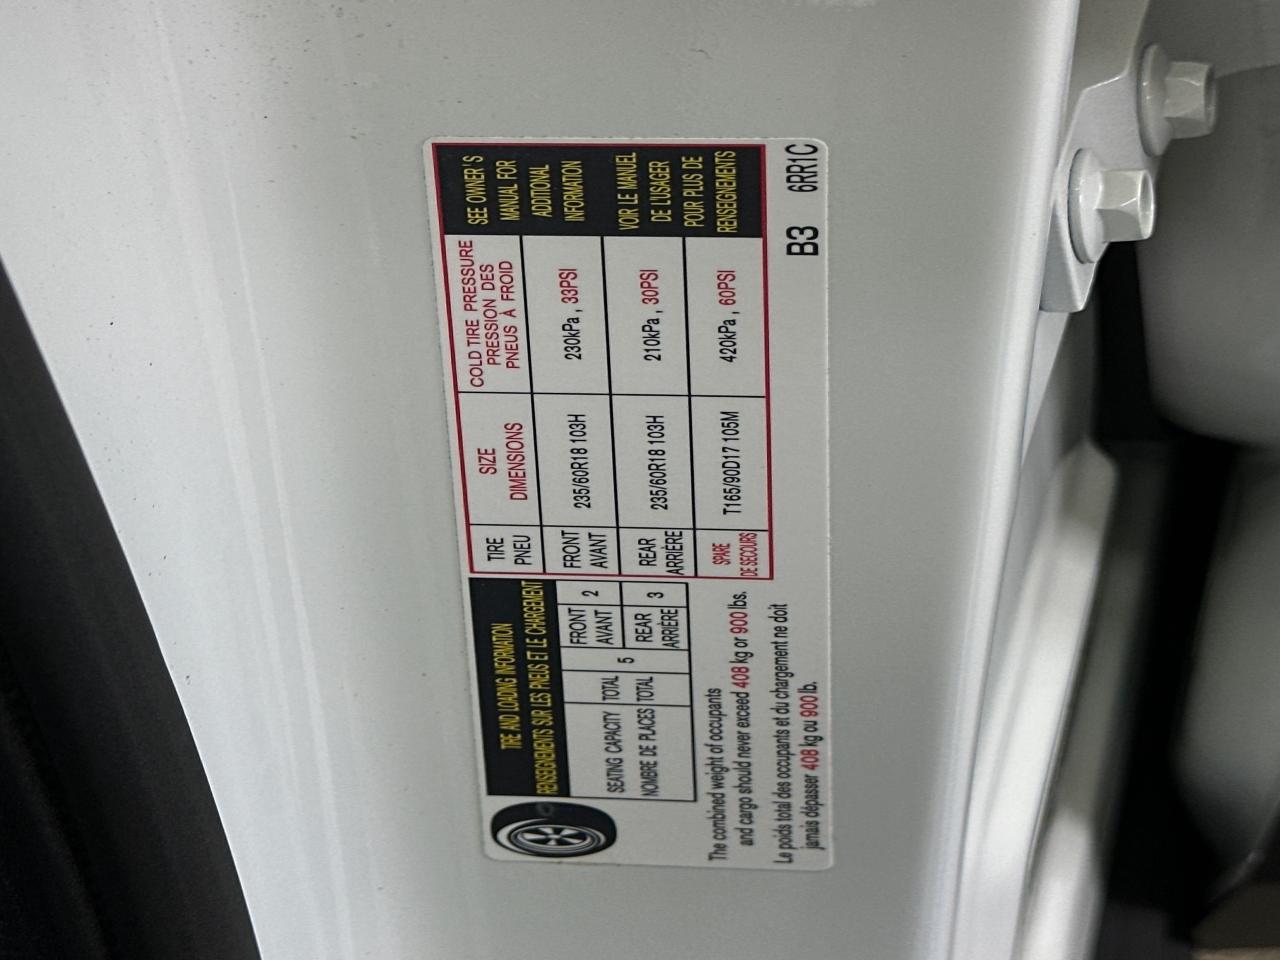 TIRE AND LOADING INFORMATION
RENSEIGNEMENTS SUR LES PNEUS ET LE CHARGEMENT
SEATING CAPACITY TOTAL
NOMBRE DE PLACES TOTAL
5
FRONT
AVANT
2
REAR
ARRIÈRE
3
The combined weight of occupants
and cargo should never exceed 408 kg or 900 lbs.
Le poids total des occupants et du chargement ne doit
jamais dépasser 408 kg ou 900 lb.
TIRE
PNEU
SIZE
DIMENSIONS
COLD TIRE PRESSURE
PRESSION DES
PNEUS À FROID
FRONT
AVANT
235/60R18 103H
230kPa , 33PSI
REAR
ARRIÈRE
235/60R18 103H
210kPa , 30PSI
SPARE
DE SECOURS
T165/90D17 105M
420kPa , 60PSI
SEE OWNER'S
MANUAL FOR
ADDITIONAL
INFORMATION
VOIR LE MANUEL
DE L'USAGER
POUR PLUS DE
RENSEIGNEMENTS
B3 6RR1C